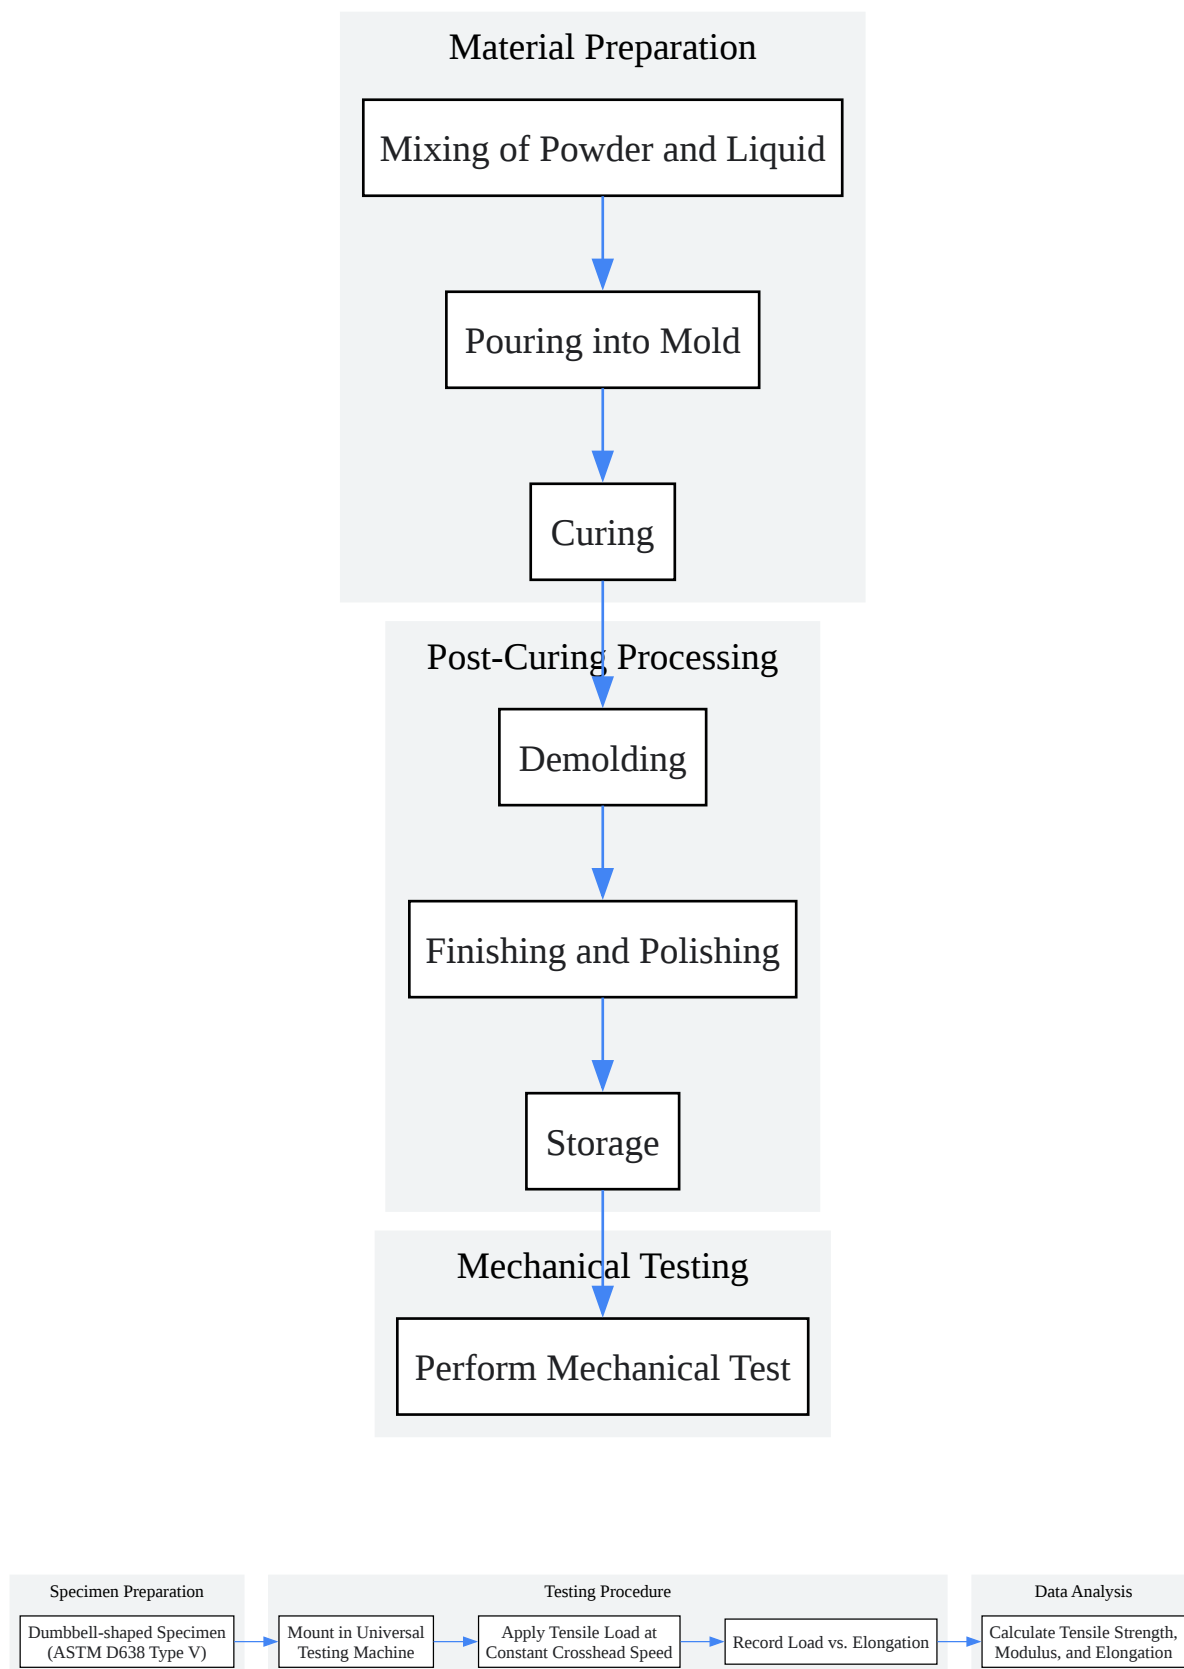 Material Preparation
Mixing of Powder and Liquid
Pouring into Mold
Curing
Post-Curing Processing
Demolding
Finishing and Polishing
Storage
Mechanical Testing
Perform Mechanical Test
Specimen Preparation
Dumbbell-shaped Specimen
(ASTM D638 Type V)
Testing Procedure
Mount in Universal
Testing Machine
Apply Tensile Load at
Constant Crosshead Speed
Record Load vs. Elongation
Data Analysis
Calculate Tensile Strength,
Modulus, and Elongation